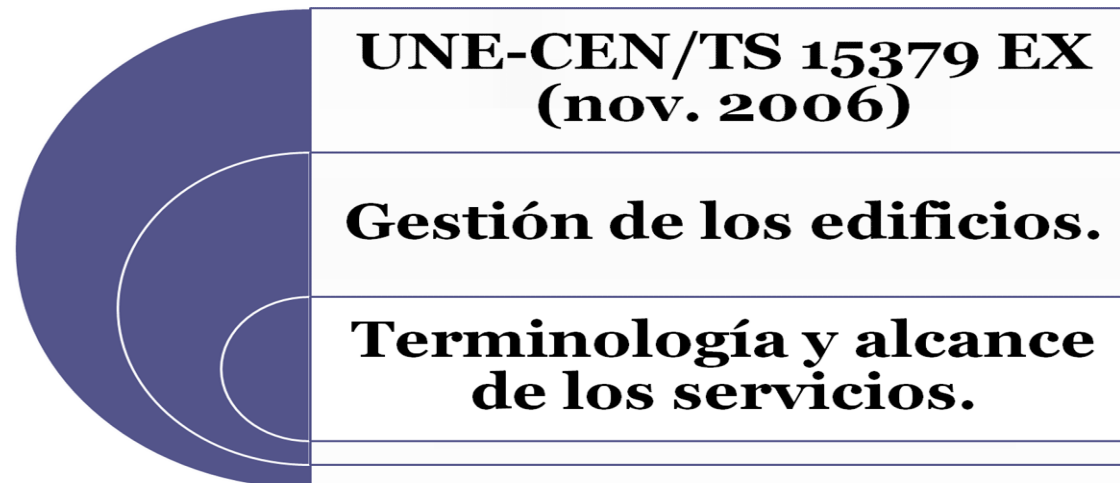 UNE-CEN/TS 15379 EX
(nov. 2006)
Gestión de los edificios.
Terminología y alcance
de los servicios.